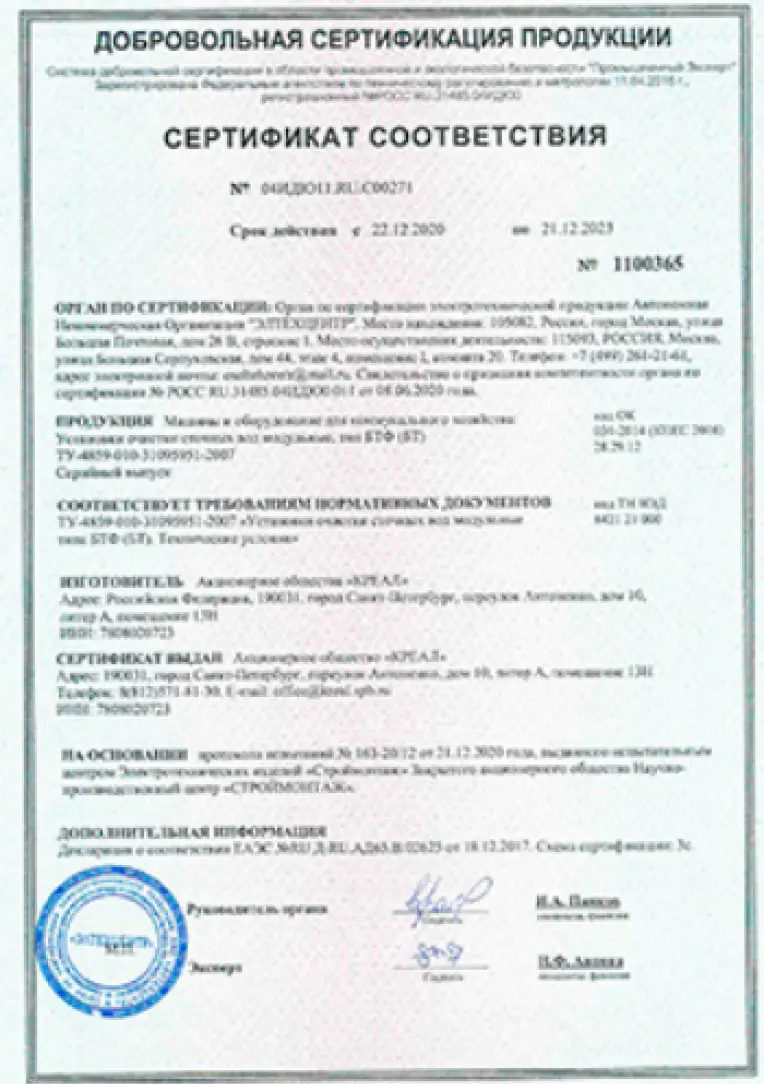 ДОБРОВОЛЬНАЯ СЕРТИФИКАЦИЯ ПРОДУКЦИИ
Система добровольной сертификации в области промышленной и экологической безопасности "Промышленный Эксперт"
Зарегистрирована Федеральным агентством по техническому регулированию и метрологии 11.04.2016 г.,
регистрационный №РОСС RU.31485.04ИДЮ0
СЕРТИФИКАТ СООТВЕТСТВИЯ
№ 04ИДЮ11.RU.C00271
Срок действия с 22.12.2020 по 21.12.2023
№ 1100365
ОРГАН ПО СЕРТИФИКАЦИИ: Орган по сертификации электротехнической продукции Автономная
Некоммерческая Организация "ЭЛТЕХЦЕНТР". Место нахождения: 105082, Россия, город Москва, улица
Большая Почтовая, дом 26 В, строение 1. Место осуществления деятельности: 115093, РОССИЯ, Москва,
улица Большая Серпуховская, дом 44, этаж 4, помещение I, комната 20. Телефон: +7 (499) 261-21-61,
адрес электронной почты: Свидетельство о признании компетентности органа по
сертификации № РОСС RU.31485.04ИДЮ0 от 08.06.2020 года.
ПРОДУКЦИЯ Машины и оборудование для коммунального хозяйства:
Установки очистки сточных вод модульные, тип БТФ (БТ)
ТУ-4859-010-31095951-2007
Серийный выпуск
код ОК
034-2014 (КПЕС 2008)
28.29.12
СООТВЕТСТВУЕТ ТРЕБОВАНИЯМ НОРМАТИВНЫХ ДОКУМЕНТОВ
ТУ-4859-010-31095951-2007 «Установки очистки сточных вод модульные
типа БТФ (БТ). Технические условия»
код ТН ВЭД
8421 21 000
ИЗГОТОВИТЕЛЬ Акционерное общество «КРЕАЛ»
Адрес: Российская Федерация, 190031, город Санкт-Петербург, переулок Антоненко, дом 10,
литер А, помещение 13Н
ИНН: 7808020723
СЕРТИФИКАТ ВЫДАН Акционерное общество «КРЕАЛ»
Адрес: 190031, город Санкт-Петербург, переулок Антоненко, дом 10, литер А, помещение 13Н
Телефон: 8(812)571-81-30. E-mail: office@kreal.spb.ru
ИНН: 7808020723
НА ОСНОВАНИИ протокола испытаний № 163-20/12 от 21.12.2020 года, выданного испытательным
центром Электротехнических изделий «Строймонтаж» Закрытого акционерного общества Научно-
производственный центр «СТРОЙМОНТАЖ».
ДОПОЛНИТЕЛЬНАЯ ИНФОРМАЦИЯ
Декларация о соответствии ЕАЭС №RU Д-RU.АД65.В.02625 от 18.12.2017. Схема сертификации: 3с.
Руководитель органа
подпись
И.А. Панков
инициалы, фамилия
«ЭЛТЕХЦЕНТР»
М.П.
Эксперт
Подпись
Н.Ф.
инициалы, фамилия